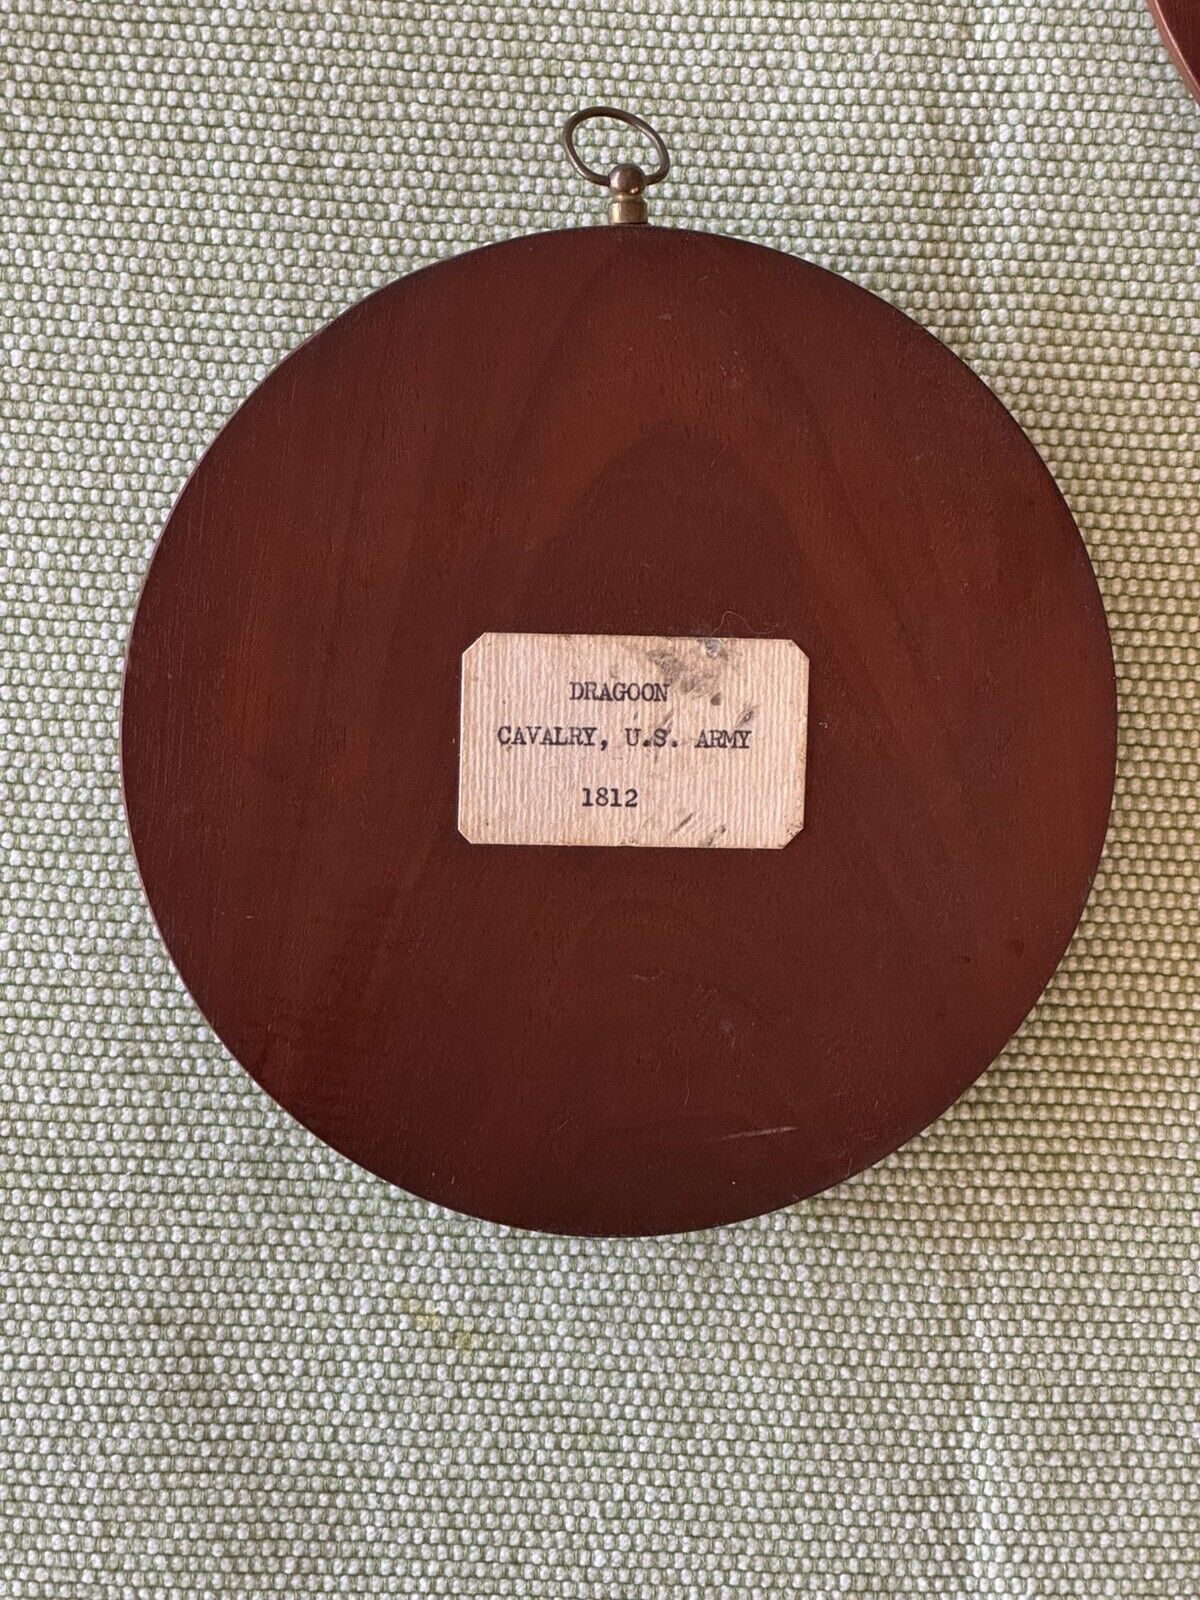 DRAGOON
CAVALRY, U.S. ARMY
1812